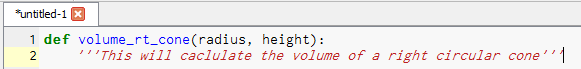 *untitled-1
1 def volume_rt_cone(radius, height):
2 '''This will caclulate the volume of a right circular cone'''